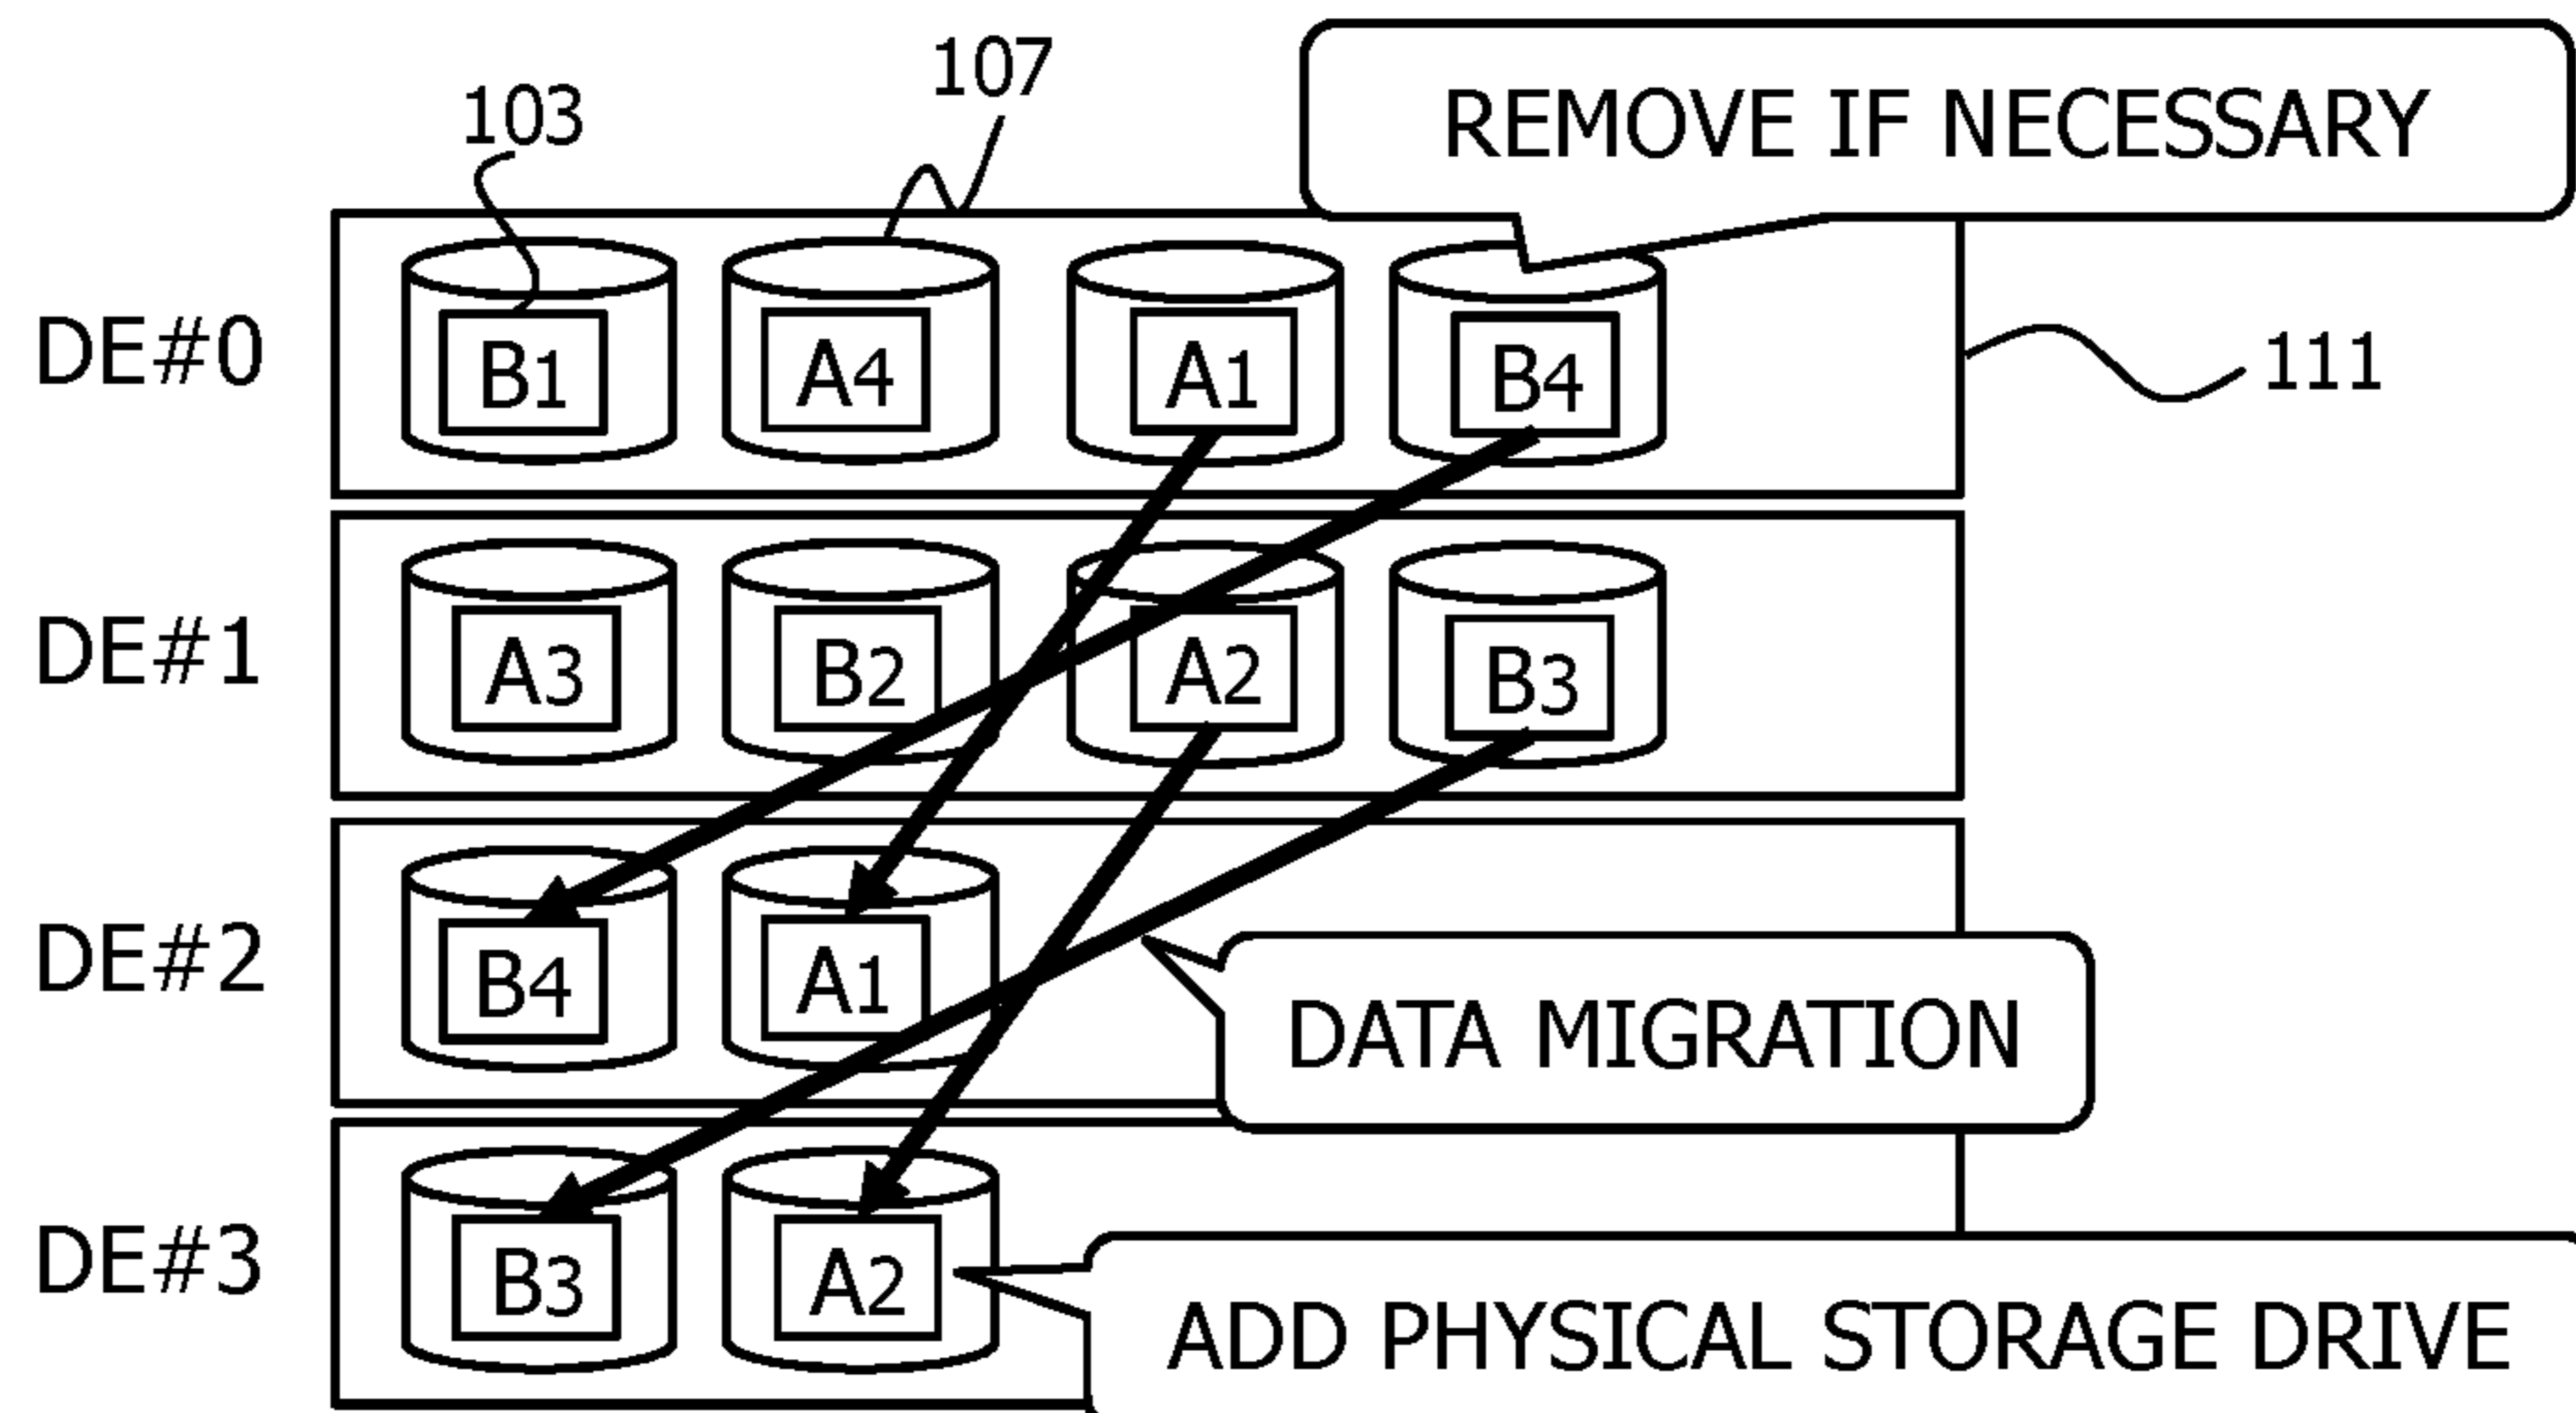 107
103
REMOVE IF NECESSARY
DE#0
B1
A4
A1
B4
111
DE#1
A3
B2
A2
B3
DE#2
B4
A1
DATA MIGRATION
DE#3
B3
A2
ADD PHYSICAL STORAGE DRIVE